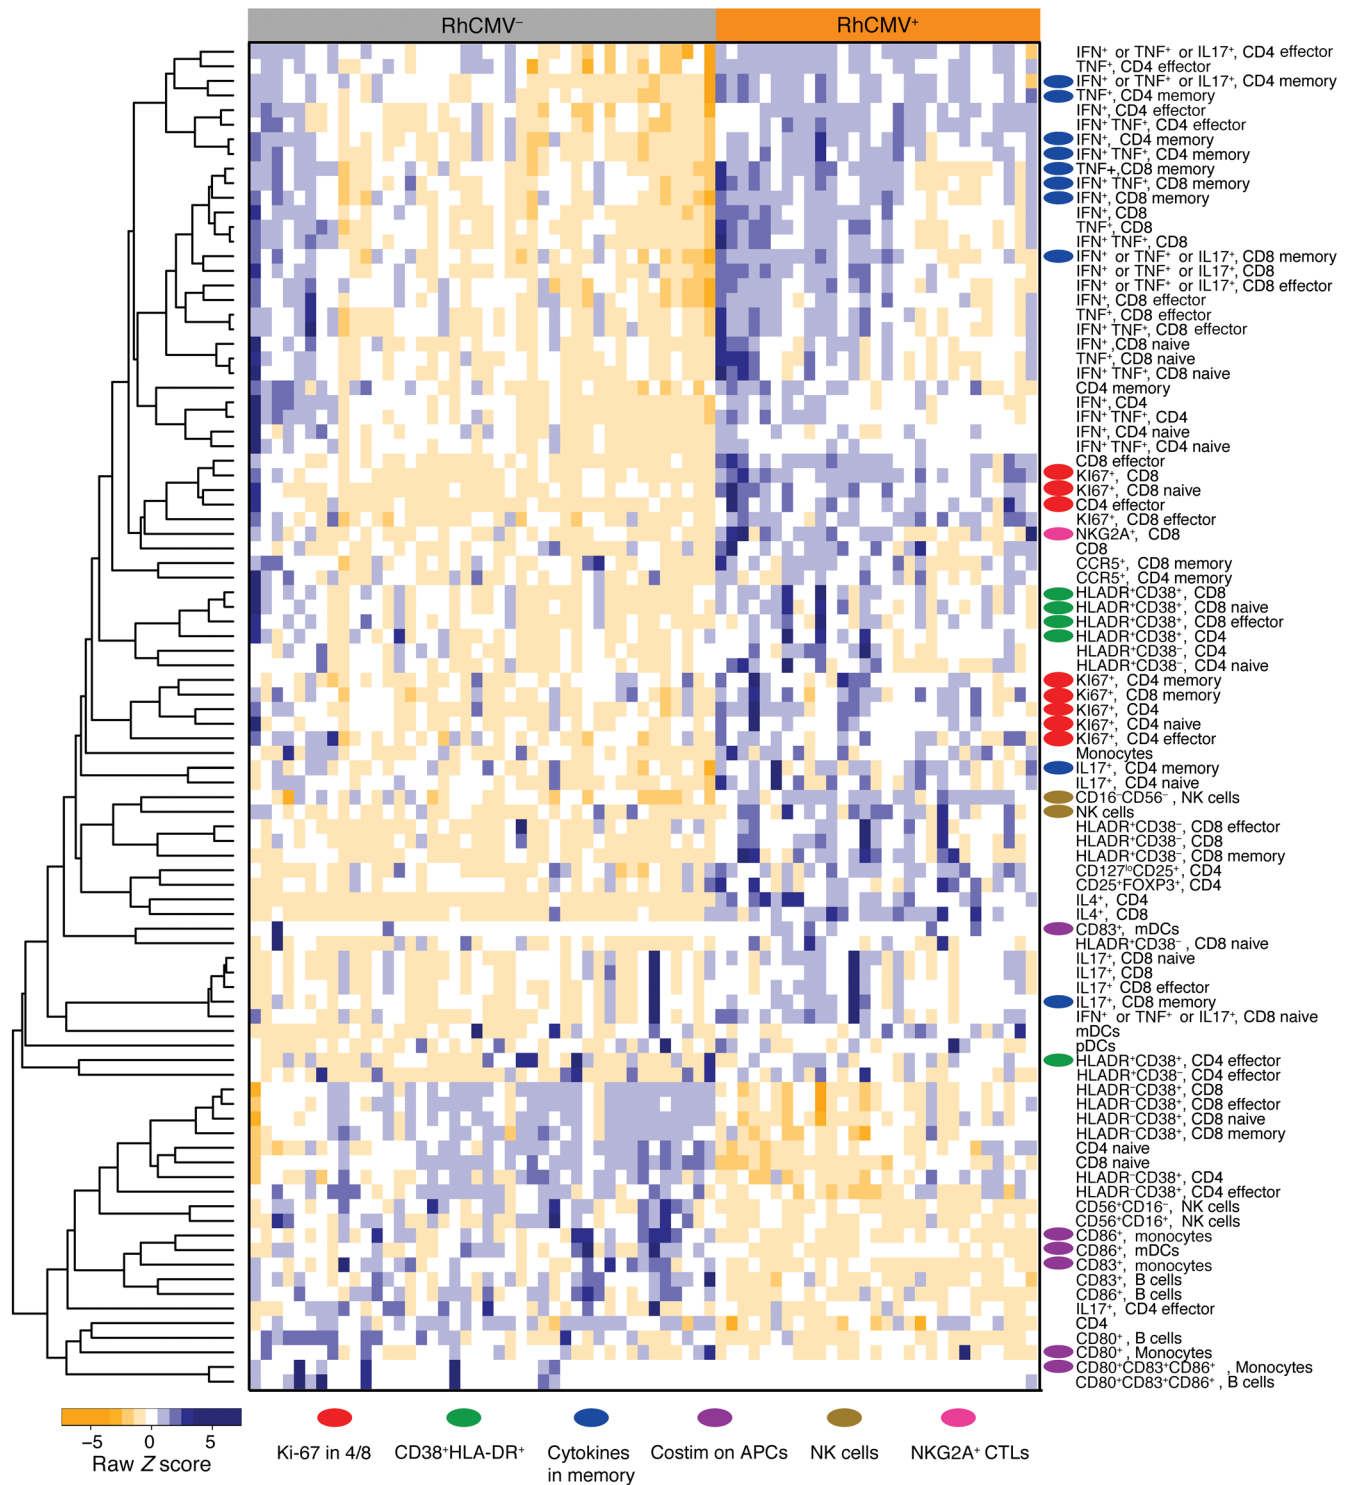 RhCMV⁻ RhCMV⁺
IFN⁺ or TNF⁺ or IL17⁺, CD4 effector
TNF⁺, CD4 effector
IFN⁺ or TNF⁺ or IL17⁺, CD4 memory
TNF⁺, CD4 memory
IFN⁺, CD4 effector
IFN⁺ TNF⁺, CD4 effector
IFN⁺, CD4 memory
IFN⁺ TNF⁺, CD4 memory
TNF+,CD8 memory
IFN⁺ TNF⁺, CD8 memory
IFN⁺, CD8 memory
IFN⁺, CD8
TNF⁺, CD8
IFN⁺ TNF⁺, CD8
IFN⁺ or TNF⁺ or IL17⁺, CD8 memory
IFN⁺ or TNF⁺ or IL17⁺, CD8
IFN⁺ or TNF⁺ or IL17⁺, CD8 effector
IFN⁺, CD8 effector
TNF⁺, CD8 effector
IFN⁺ TNF⁺, CD8 effector
IFN⁺, CD8 naive
TNF⁺, CD8 naive
IFN⁺ TNF⁺, CD8 naive
CD4 memory
IFN⁺, CD4
IFN⁺ TNF⁺, CD4
IFN⁺, CD4 naive
IFN⁺ TNF⁺, CD4 naive
CD8 effector
KI67⁺, CD8
KI67⁺, CD8 naive
CD4 effector
KI67⁺, CD8 effector
NKG2A⁺, CD8
CD8
CCR5⁺, CD8 memory
CCR5⁺, CD4 memory
HLADR⁺CD38⁺, CD8
HLADR⁺CD38⁺, CD8 naive
HLADR⁺CD38⁺, CD8 effector
HLADR⁺CD38⁺, CD4
HLADR⁺CD38⁻, CD4
HLADR⁺CD38⁻, CD4 naive
KI67⁺, CD4 memory
Ki67⁺, CD8 memory
KI67⁺, CD4
KI67⁺, CD4 naive
KI67⁺, CD4 effector
Monocytes
IL17⁺, CD4 memory
IL17⁺, CD4 naive
CD16⁻CD56⁻, NK cells
NK cells
HLADR⁺CD38⁻, CD8 effector
HLADR⁺CD38⁻, CD8
HLADR⁺CD38⁻, CD8 memory
CD127ˡᵒCD25⁺, CD4
CD25⁺FOXP3⁺, CD4
IL4⁺, CD4
IL4⁺, CD8
CD83⁺, mDCs
HLADR⁺CD38⁻, CD8 naive
IL17⁺, CD8 naive
IL17⁺, CD8
IL17⁺, CD8 effector
IL17⁺, CD8 memory
IFN⁺ or TNF⁺ or IL17⁺, CD8 naive
mDCs
pDCs
HLADR⁺CD38⁺, CD4 effector
HLADR⁺CD38⁻, CD4 effector
HLADR⁻CD38⁺, CD8
HLADR⁻CD38⁺, CD8 effector
HLADR⁻CD38⁺, CD8 naive
HLADR⁻CD38⁺, CD8 memory
CD4 naive
CD8 naive
HLADR⁻CD38⁺, CD4
HLADR⁻CD38⁺, CD4 effector
CD56⁺CD16⁻, NK cells
CD56⁺CD16⁺, NK cells
CD86⁺, monocytes
CD86⁺, mDCs
CD83⁺, monocytes
CD83⁺, B cells
CD86⁺, B cells
IL17⁺, CD4 effector
CD4
CD80⁺, B cells
CD80⁺, Monocytes
CD80⁺CD83⁺CD86⁺, Monocytes
CD80⁺CD83⁺CD86⁺, B cells
−5 0 5
Raw Z score
Ki-67 in 4/8 CD38⁺HLA-DR⁺ Cytokines in memory Costim on APCs NK cells NKG2A⁺ CTLs